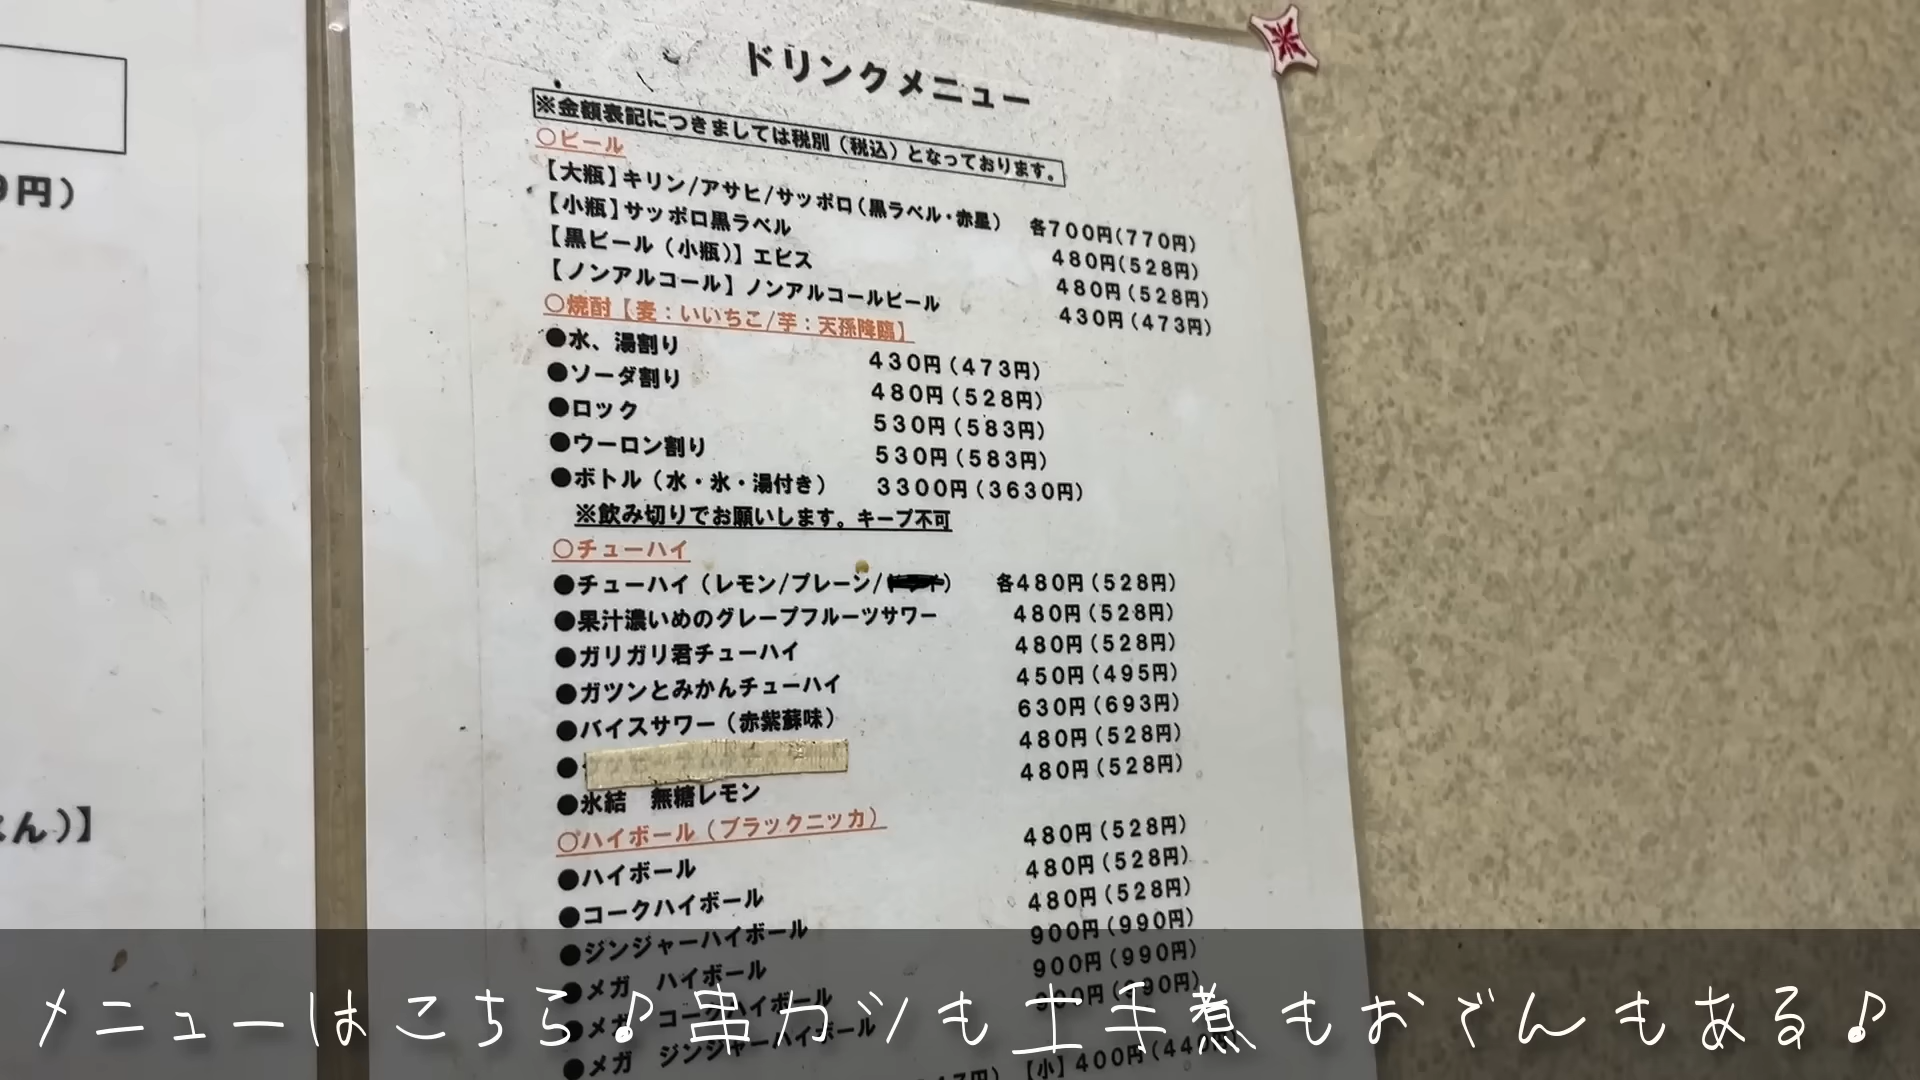 9円）
ょん）】
ドリンクメニュー
※金額表記につきましては税別（税込）となっております。
○ビール
【大瓶】キリン/アサヒ/サッポロ（黒ラベル・赤星） 各700円（770円）
【小瓶】サッポロ黒ラベル 480円（528円）
【黒ビール（小瓶）】エビス 480円（528円）
【ノンアルコール】ノンアルコールビール 430円（473円）
○焼酎【麦：いいちこ/芋：天孫降臨】
●水、湯割り 430円（473円）
●ソーダ割り 480円（528円）
●ロック 530円（583円）
●ウーロン割り 530円（583円）
●ボトル（水・氷・湯付き） 3300円（3630円）
※飲み切りでお願いします。キープ不可
○チューハイ
●チューハイ（レモン/プレーン/） 各480円（528円）
●果汁濃いめのグレープフルーツサワー 480円（528円）
●ガリガリ君チューハイ 480円（528円）
●ガツンとみかんチューハイ 450円（495円）
●バイスサワー（赤紫蘇味） 630円（693円）
● 480円（528円）
●氷結 無糖レモン 480円（528円）
○ハイボール（ブラックニッカ）
●ハイボール 480円（528円）
●コークハイボール 480円（528円）
●ジンジャーハイボール 480円（528円）
●メガ ハイボール 900円（990円）
●メガ コークハイボール 900円（990円）
●メガ ジンジャーハイボール 900円（990円）
【小】400円（440円）
メニューはこちら♪串カツも土手煮もおでんもある♪